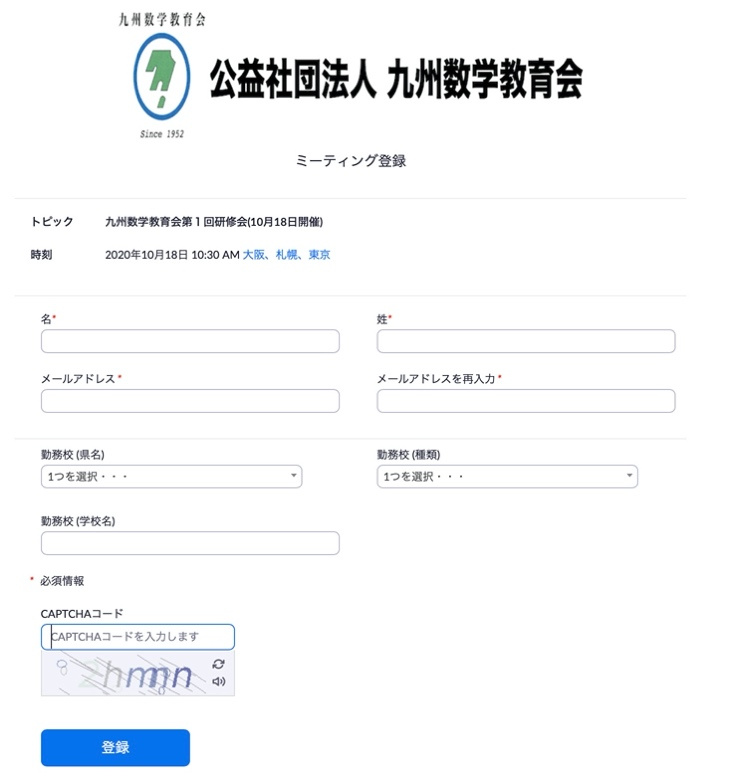 九州数学教育会
公益社団法人 九州数学教育会
Since 1952
ミーティング登録
トピック 九州数学教育会第1回研修会(10月18日開催)
時刻 2020年10月18日 10:30 AM 大阪、札幌、東京
名* 姓*
メールアドレス* メールアドレスを再入力*
勤務校 (県名) 勤務校 (種類)
1つを選択・・・ 1つを選択・・・
勤務校 (学校名)
* 必須情報
CAPTCHAコード
CAPTCHAコードを入力します
登録